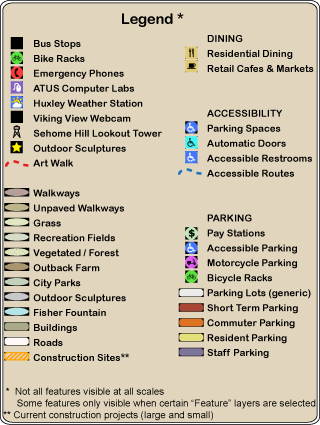 Legend *
Bus Stops
Bike Racks
Emergency Phones
ATUS Computer Labs
Huxley Weather Station
Viking View Webcam
Sehome Hill Lookout Tower
Outdoor Sculptures
Art Walk
Walkways
Unpaved Walkways
Grass
Recreation Fields
Vegetated / Forest
Outback Farm
City Parks
Outdoor Sculptures
Fisher Fountain
Buildings
Roads
Construction Sites**
DINING
Residential Dining
Retail Cafes & Markets
ACCESSIBILITY
Parking Spaces
Automatic Doors
Accessible Restrooms
Accessible Routes
PARKING
$ Pay Stations
Accessible Parking
Motorcycle Parking
Bicycle Racks
Parking Lots (generic)
Short Term Parking
Commuter Parking
Resident Parking
Staff Parking
* Not all features visible at all scales
Some features only visible when certain "Feature" layers are selected
** Current construction projects (large and small)